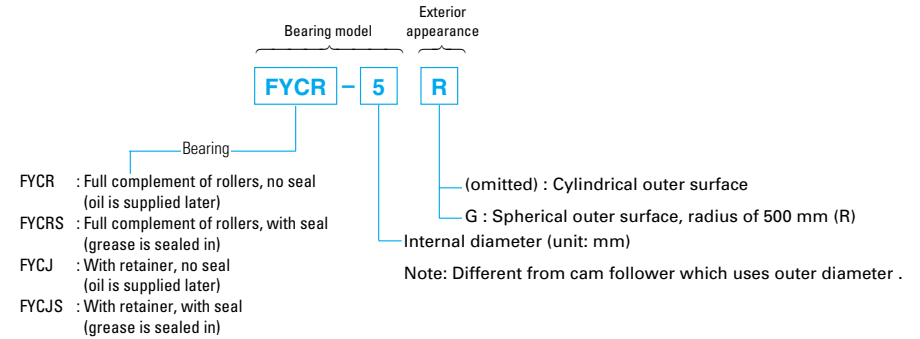 Exterior
Bearing model appearance
FYCR – 5 R
Bearing
FYCR : Full complement of rollers, no seal
(oil is supplied later)
FYCRS : Full complement of rollers, with seal
(grease is sealed in)
FYCJ : With retainer, no seal
(oil is supplied later)
FYCJS : With retainer, with seal
(grease is sealed in)
(omitted) : Cylindrical outer surface
G : Spherical outer surface, radius of 500 mm (R)
Internal diameter (unit: mm)
Note: Different from cam follower which uses outer diameter .